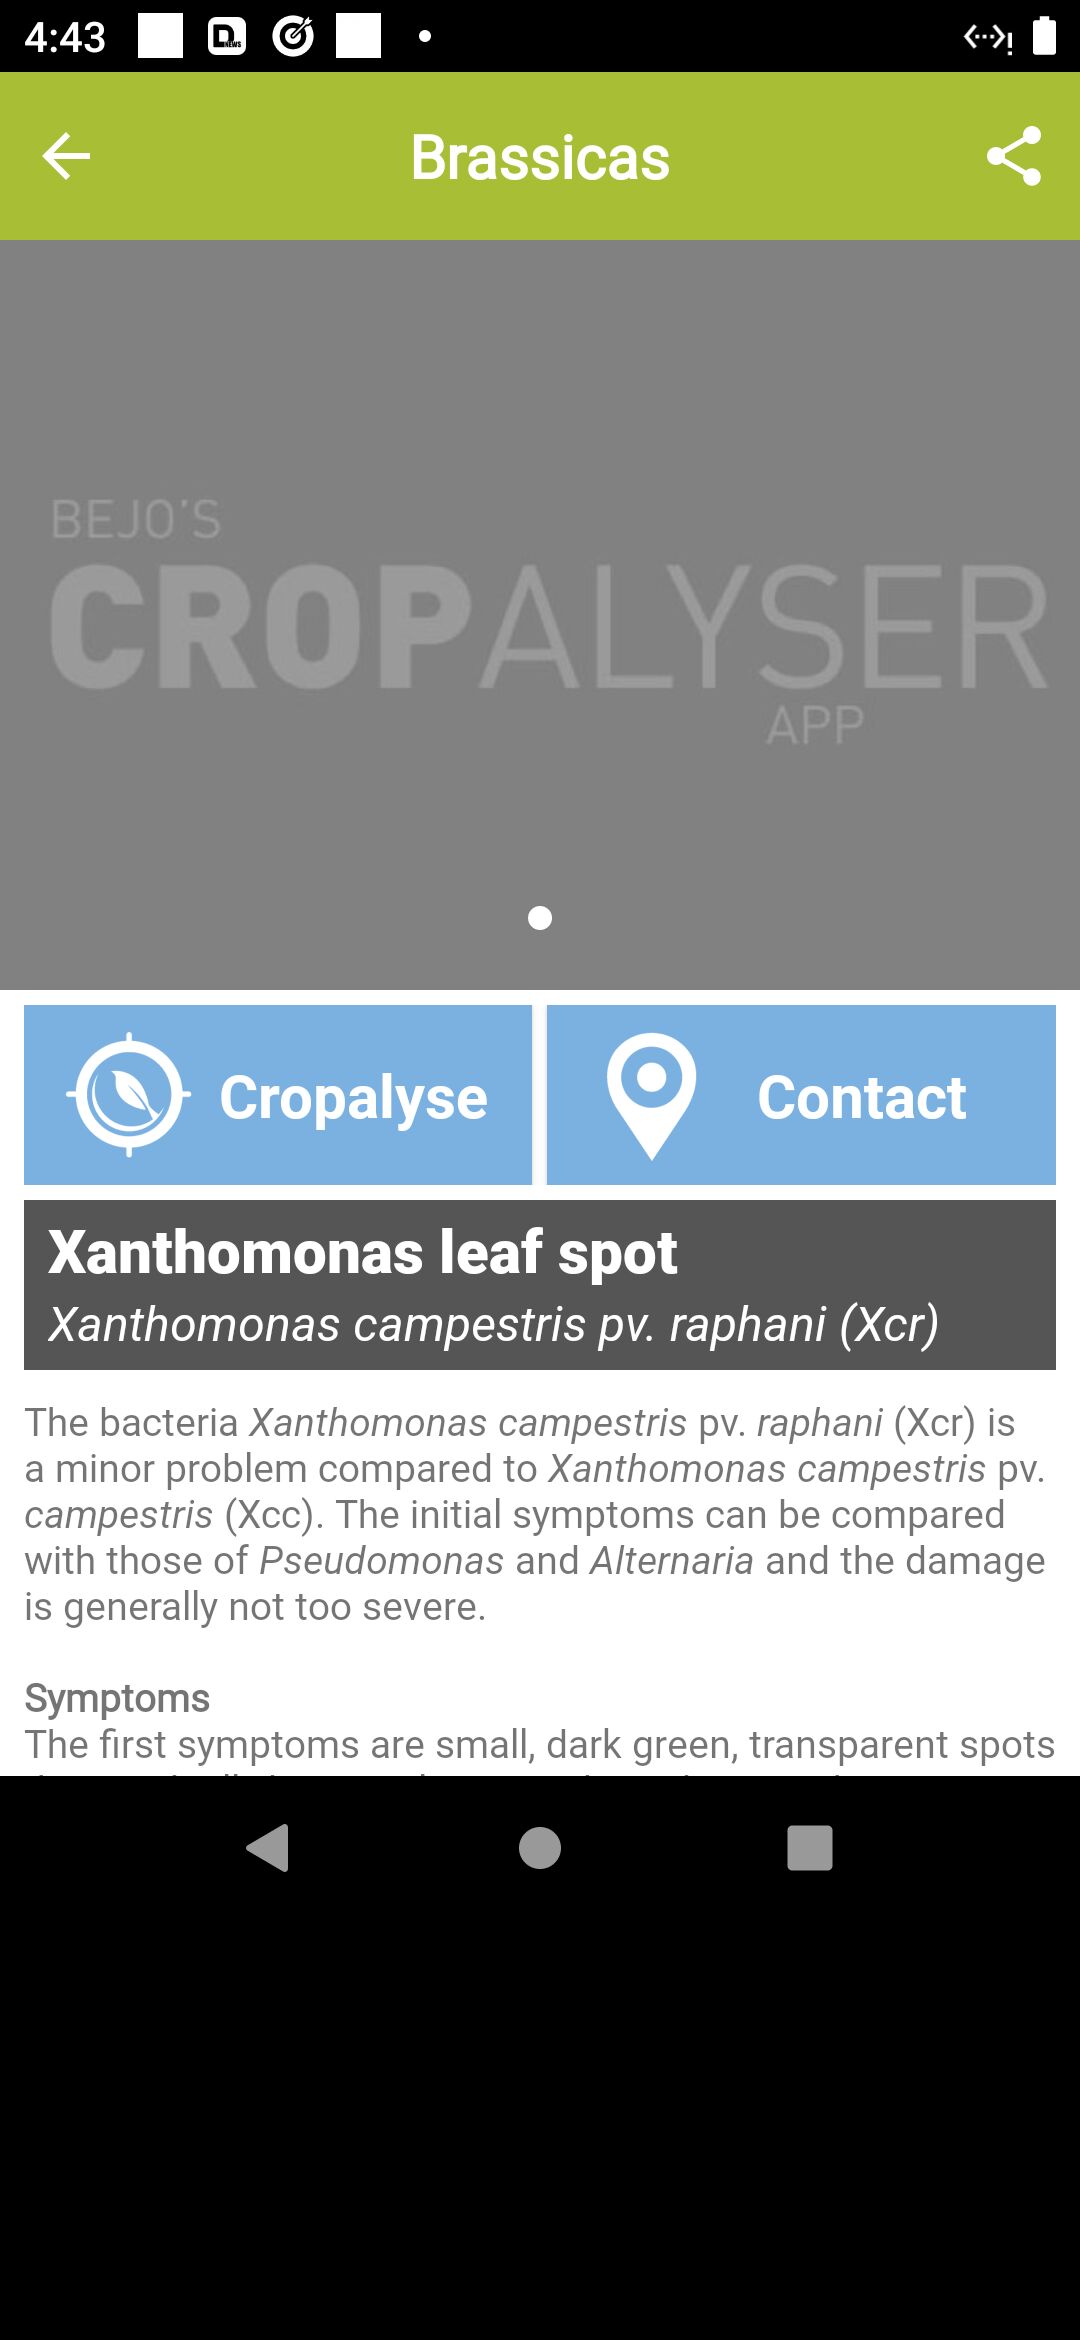 4:43
D NEWS
Brassicas
BEJO'S
CROPALYSER
APP
Cropalyse
Contact
Xanthomonas leaf spot
Xanthomonas campestris pv. raphani (Xcr)
The bacteria Xanthomonas campestris pv. raphani (Xcr) is
a minor problem compared to Xanthomonas campestris pv.
campestris (Xcc). The initial symptoms can be compared
with those of Pseudomonas and Alternaria and the damage
is generally not too severe.
Symptoms
The first symptoms are small, dark green, transparent spots